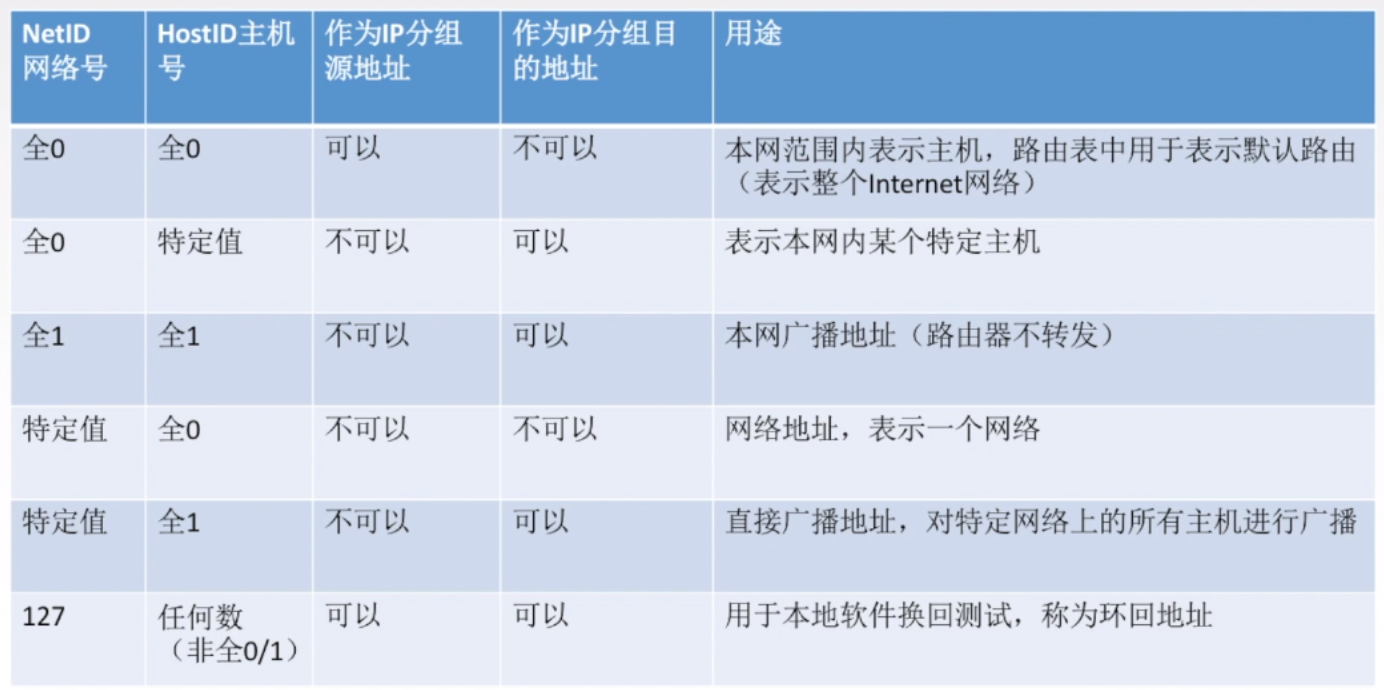 NetID
网络号
HostID主机
号
作为IP分组
源地址
作为IP分组目
的地址
用途
全0
全0
可以
不可以
本网范围内表示主机，路由表中用于表示默认路由
（表示整个Internet网络）
全0
特定值
不可以
可以
表示本网内某个特定主机
全1
全1
不可以
可以
本网广播地址（路由器不转发）
特定值
全0
不可以
不可以
网络地址，表示一个网络
特定值
全1
不可以
可以
直接广播地址，对特定网络上的所有主机进行广播
127
任何数
（非全0/1）
可以
可以
用于本地软件换回测试，称为环回地址